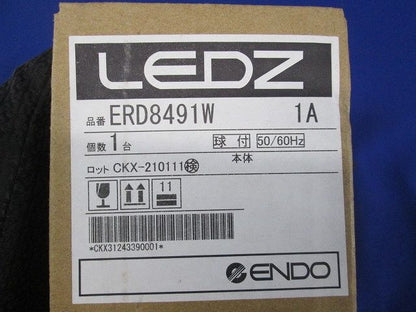 LEDZ
品番 ERD8491W 1A
個数 1 台 球付 50/60Hz
本体
ロット CKX-210111 検
11
*CKX31243390001*
ENDO